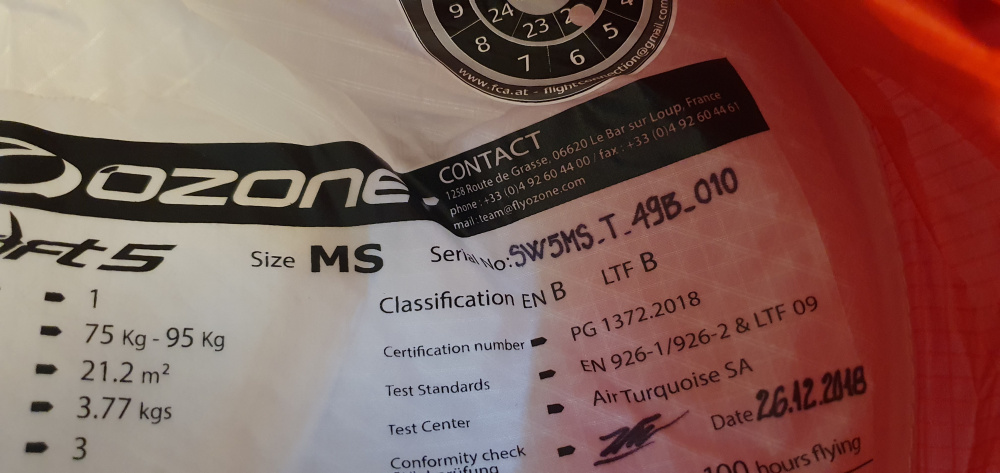 9 24 23 5
8 7 6
www.fca.at - flightconnection@gmail.com
OZONE
CONTACT
1258 Route de Grasse, 06620 Le Bar sur Loup, France
phone : +33 (0)4 92 60 44 00 / fax : +33 (0)4 92 60 44 61
mail: team@flyozone.com
Size MS Serial No: SW5MS_T_49B_010
1
Classification EN B LTF B
75 Kg - 95 Kg
Certification number PG 1372.2018
21.2 m²
Test Standards EN 926-1/926-2 & LTF 09
3.77 kgs
Test Center Air Turquoise SA
3
Conformity check Date 26.12.2018
100 hours flying